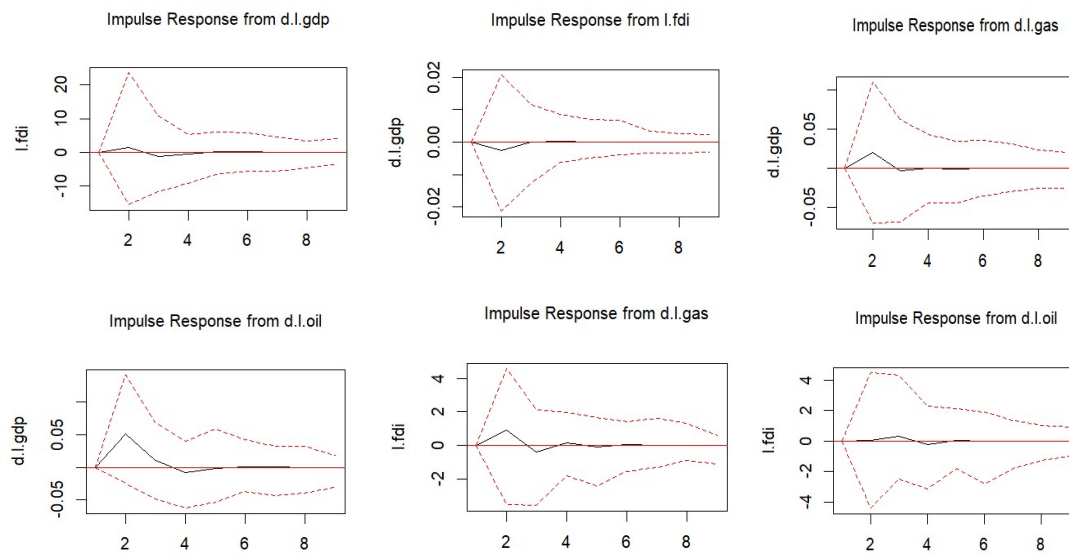 Impulse Response from d.l.gdp
l.fdi
20
10
0
-10
2 4 6 8
Impulse Response from l.fdi
d.l.gdp
0.02
0.00
-0.02
2 4 6 8
Impulse Response from d.l.gas
d.l.gdp
0.05
-0.05
2 4 6 8
Impulse Response from d.l.oil
d.l.gdp
0.05
-0.05
2 4 6 8
Impulse Response from d.l.gas
l.fdi
4
2
0
-2
2 4 6 8
Impulse Response from d.l.oil
l.fdi
4
2
0
-2
-4
2 4 6 8